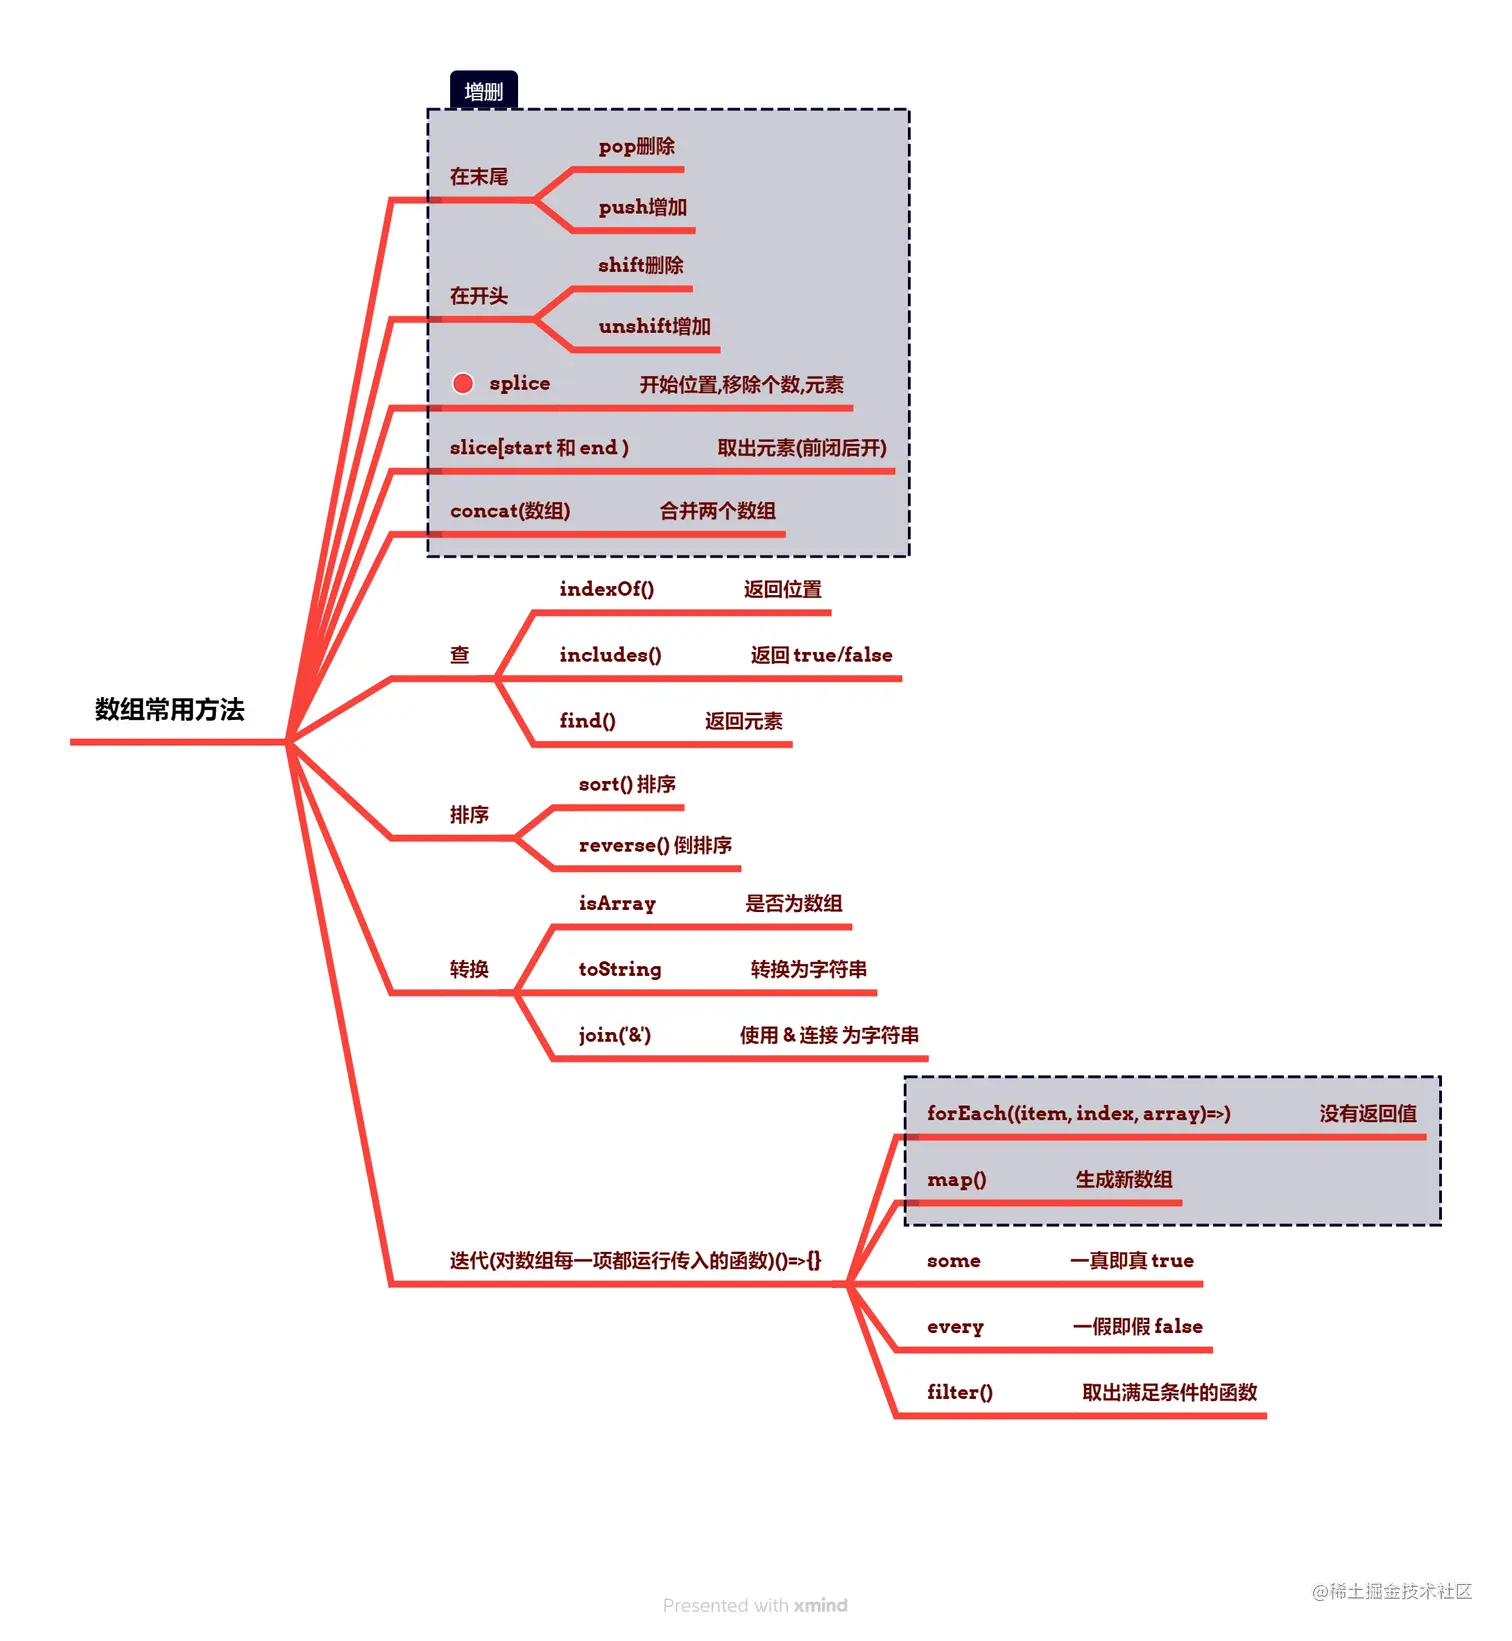 增删
在末尾
pop删除
push增加
在开头
shift删除
unshift增加
splice 开始位置,移除个数,元素
slice[start 和 end ) 取出元素(前闭后开)
concat(数组) 合并两个数组
数组常用方法
查
indexOf() 返回位置
includes() 返回 true/false
find() 返回元素
排序
sort() 排序
reverse() 倒排序
转换
isArray 是否为数组
toString 转换为字符串
join('&') 使用 & 连接 为字符串
迭代(对数组每一项都运行传入的函数)()=>{}
forEach((item, index, array)=>) 没有返回值
map() 生成新数组
some 一真即真 true
every 一假即假 false
filter() 取出满足条件的函数
@稀土掘金技术社区
Presented with xmind